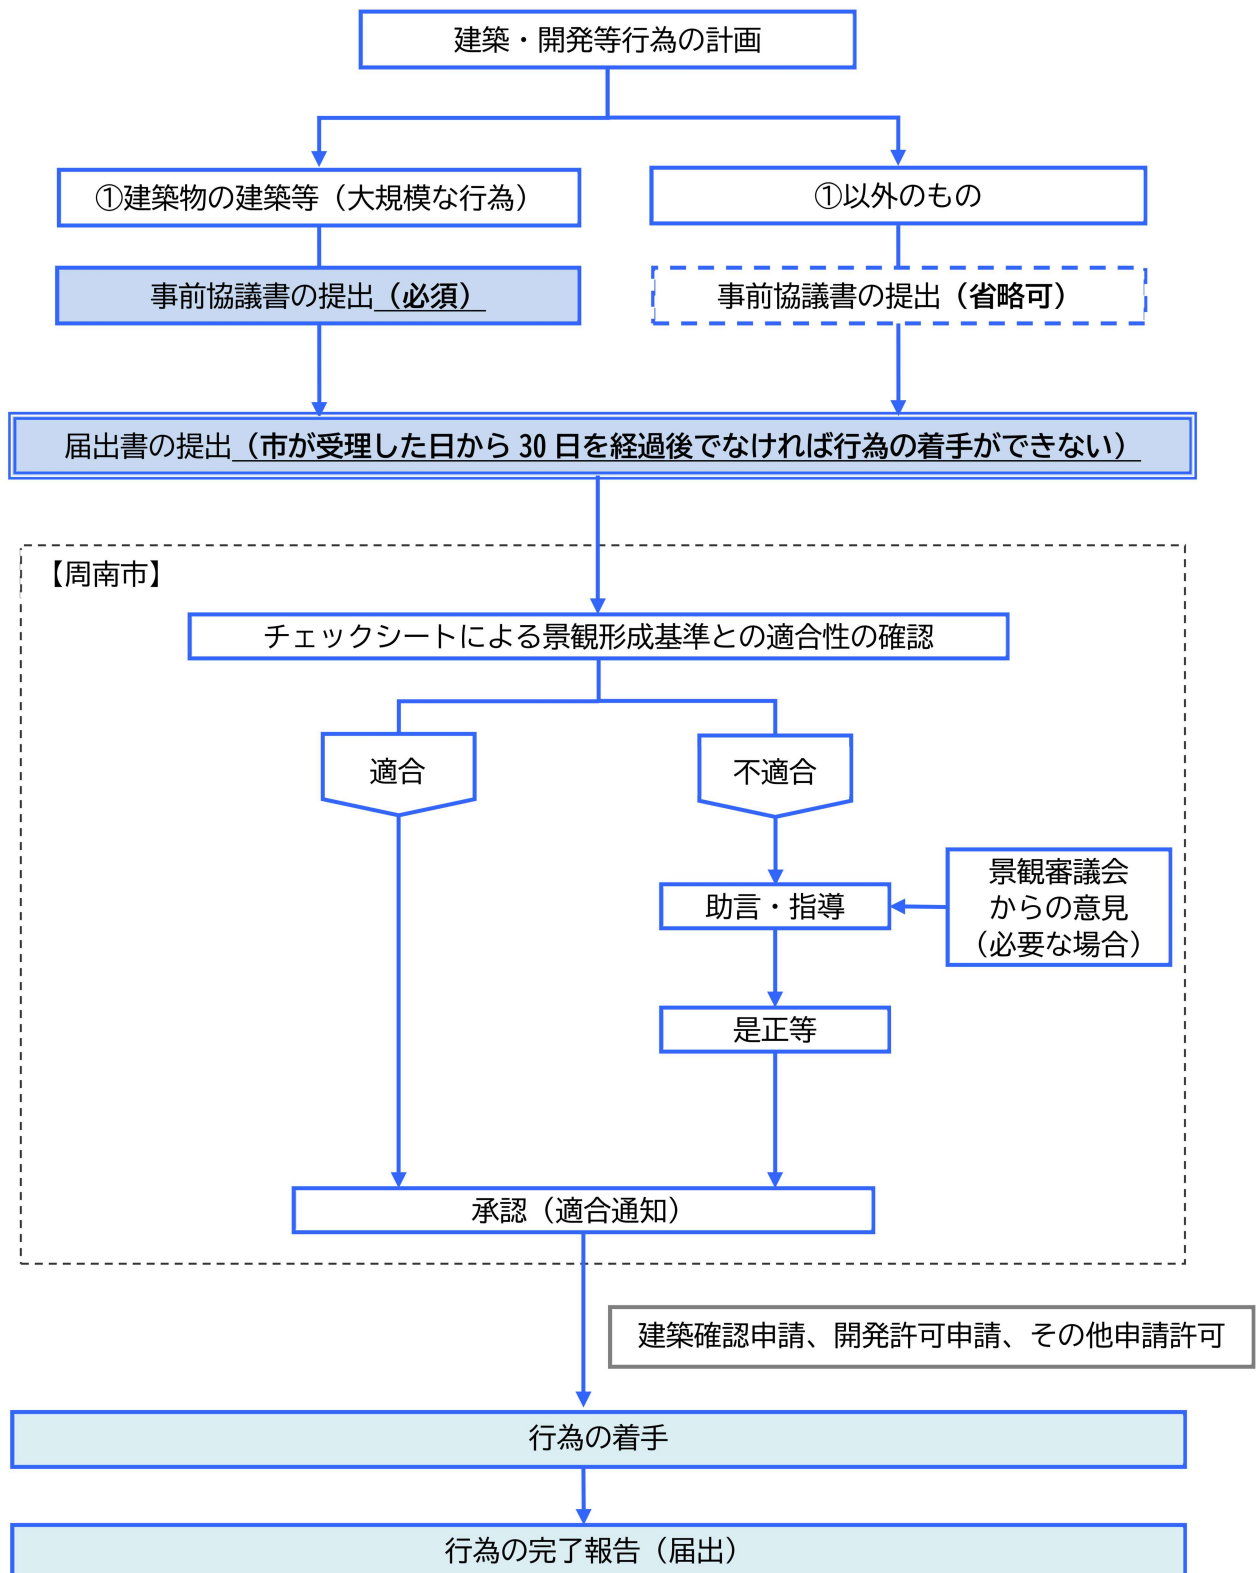 建築・開発等行為の計画
①建築物の建築等（大規模な行為）
①以外のもの
事前協議書の提出（必須）
事前協議書の提出（省略可）
届出書の提出（市が受理した日から 30 日を経過後でなければ行為の着手ができない）
【周南市】
チェックシートによる景観形成基準との適合性の確認
適合
不適合
景観審議会
からの意見
（必要な場合）
助言・指導
是正等
承認（適合通知）
建築確認申請、開発許可申請、その他申請許可
行為の着手
行為の完了報告（届出）